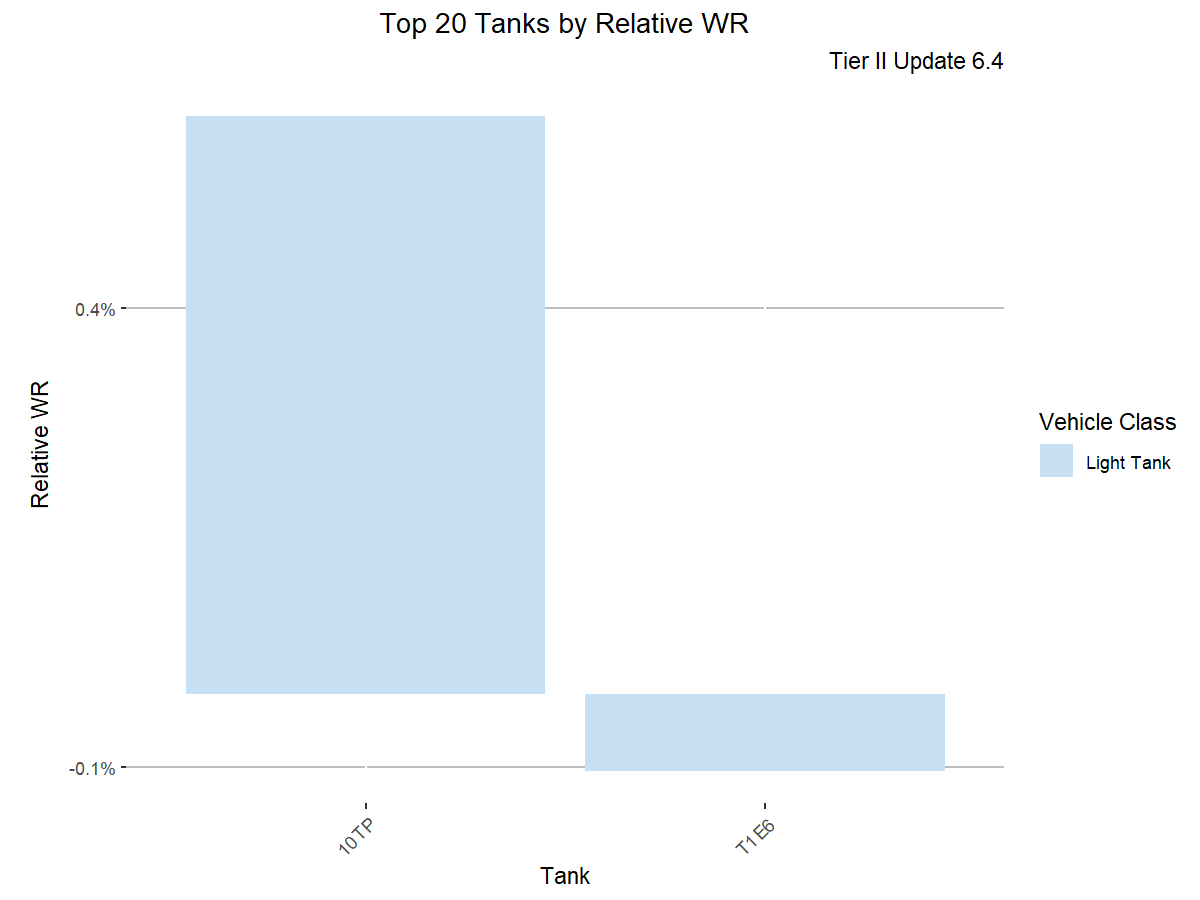 Top 20 Tanks by Relative WR
Tier II Update 6.4
0.4%
-0.1%
Relative WR
10TP
T1E6
Tank
Vehicle Class
Light Tank